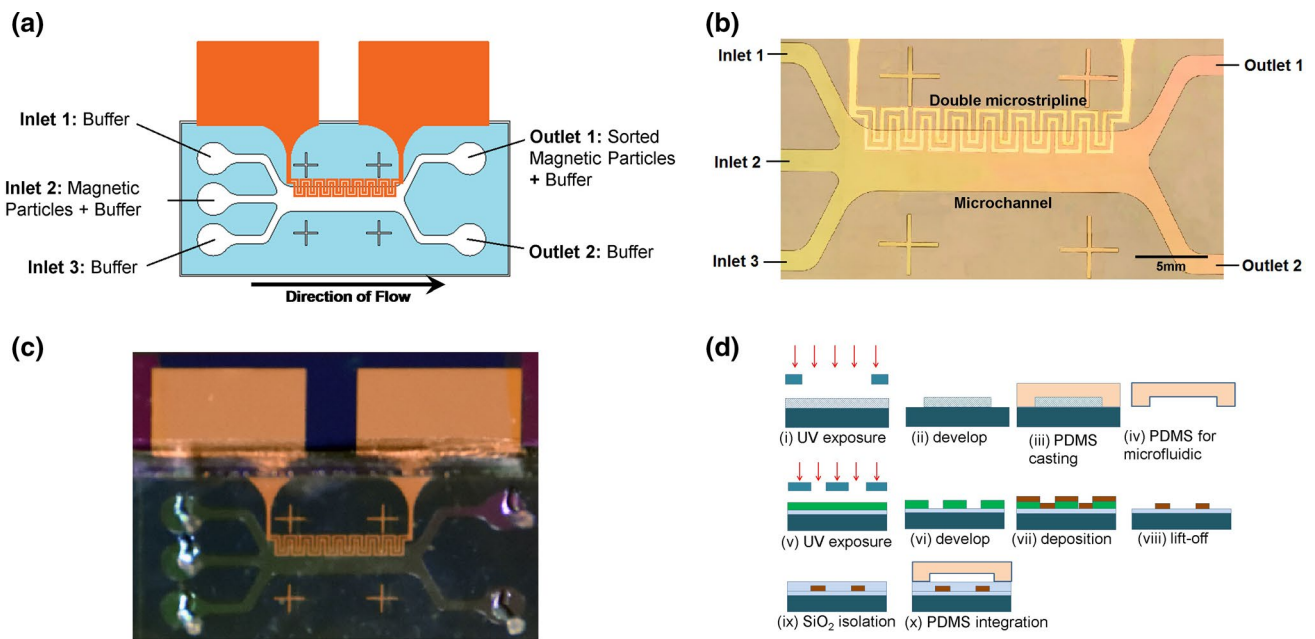 (a)
Inlet 1: Buffer
Inlet 2: Magnetic
Particles + Buffer
Inlet 3: Buffer
Outlet 1: Sorted
Magnetic Particles
+ Buffer
Outlet 2: Buffer
Direction of Flow
(b)
Inlet 1
Inlet 2
Inlet 3
Double microstripline
Microchannel
Outlet 1
5mm
Outlet 2
(c)
(d)
(i) UV exposure
(ii) develop
(iii) PDMS
casting
(iv) PDMS for
microfluidic
(v) UV exposure
(vi) develop
(vii) deposition
(viii) lift-off
(ix) SiO₂ isolation
(x) PDMS integration